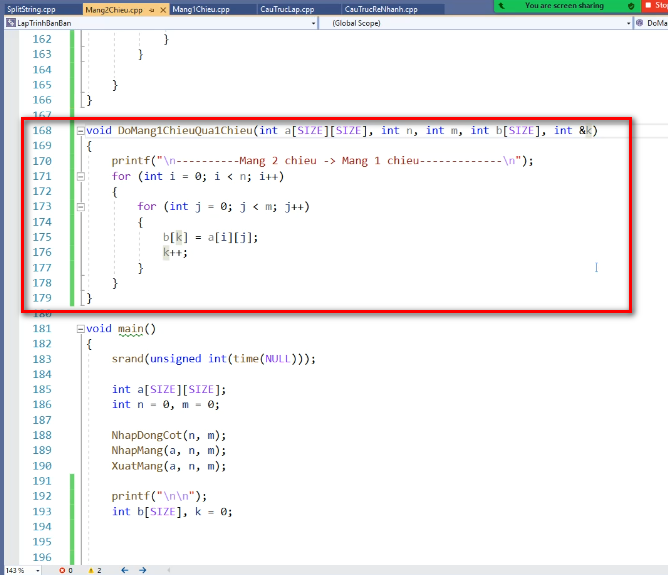 SplitString.cpp Mang2Chieu.cpp Mang1Chieu.cpp CauTrucLap.cpp CauTrucReNhanh.cpp You are screen sharing Sto
LapTrinhBanBan (Global Scope) DoMa
162 }
163 }
164
165 }
166 }
167
168 void DoMang1ChieuQua1Chieu(int a[SIZE][SIZE], int n, int m, int b[SIZE], int &k)
169 {
170 printf("\n----------Mang 2 chieu -> Mang 1 chieu-------------\n");
171 for (int i = 0; i < n; i++)
172 {
173 for (int j = 0; j < m; j++)
174 {
175 b[k] = a[i][j];
176 k++;
177 }
178 }
179 }
180
181 void main()
182 {
183 srand(unsigned int(time(NULL)));
184
185 int a[SIZE][SIZE];
186 int n = 0, m = 0;
187
188 NhapDongCot(n, m);
189 NhapMang(a, n, m);
190 XuatMang(a, n, m);
191
192 printf("\n\n");
193 int b[SIZE], k = 0;
194
195
196
143 % 0 2